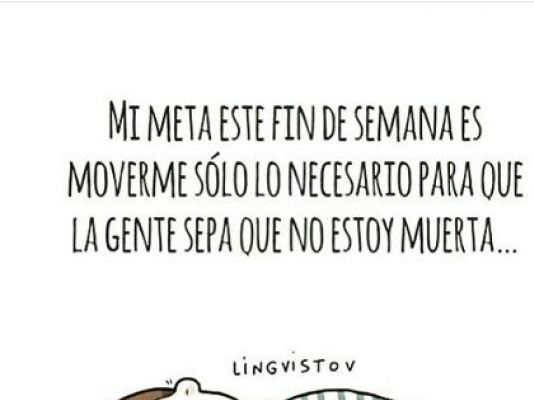 MI META ESTE FIN DE SEMANA ES
MOVERME SÓLO LO NECESARIO PARA QUE
LA GENTE SEPA QUE NO ESTOY MUERTA...
LINGVISTOV